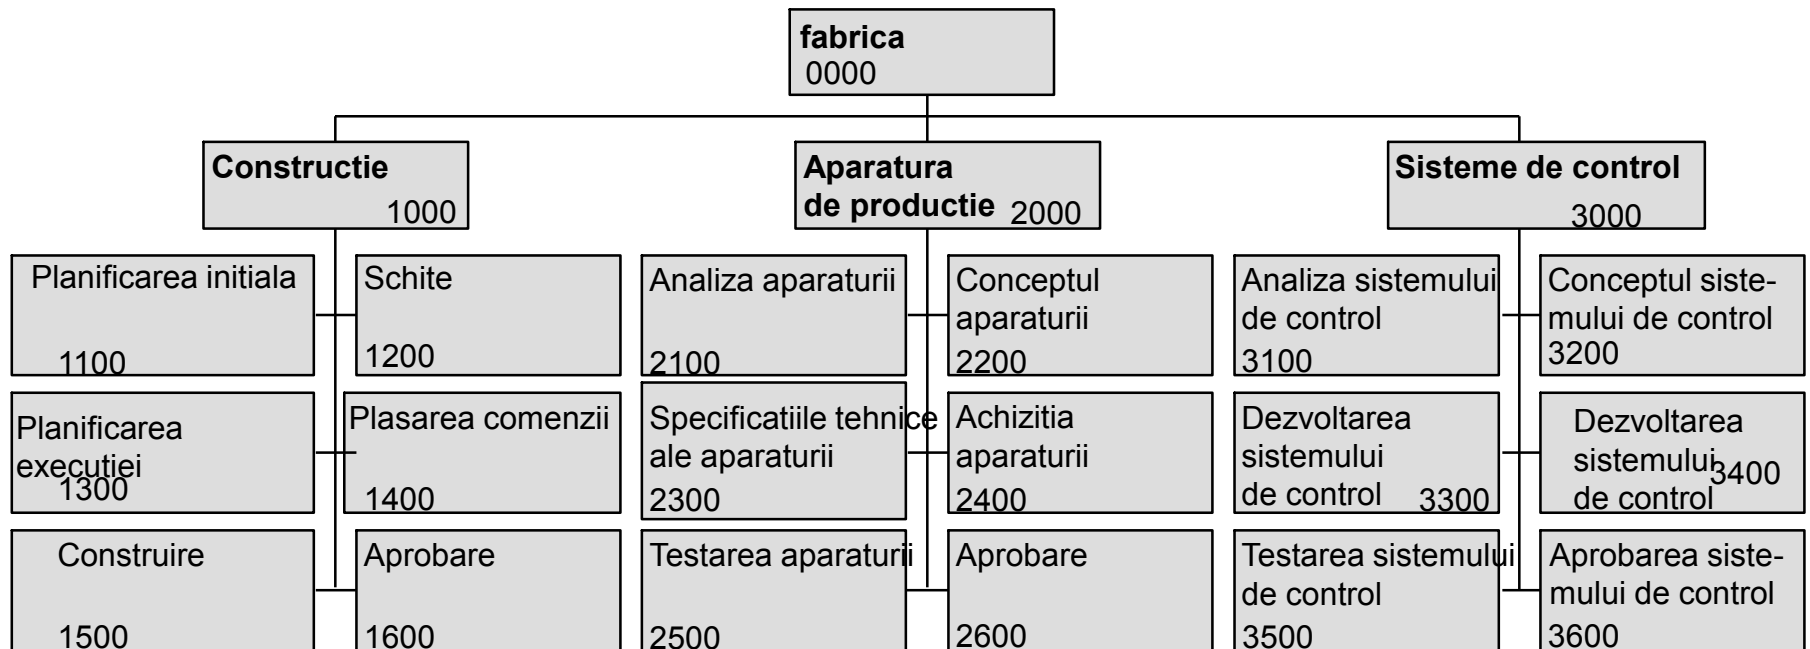 fabrica
0000
Constructie
1000
Aparatura
de productie 2000
Sisteme de control
3000
Planificarea initiala
1100
Schite
1200
Analiza aparaturii
2100
Conceptul
aparaturii
2200
Analiza sistemului
de control
3100
Conceptul siste-
mului de control
3200
Planificarea
executiei
1300
Plasarea comenzii
1400
Specificatiile tehnice
ale aparaturii
2300
Achizitia
aparaturii
2400
Dezvoltarea
sistemului
de control 3300
Dezvoltarea
sistemului
3400
de control
Construire
1500
Aprobare
1600
Testarea aparaturii
2500
Aprobare
2600
Testarea sistemului
de control
3500
Aprobarea siste-
mului de control
3600